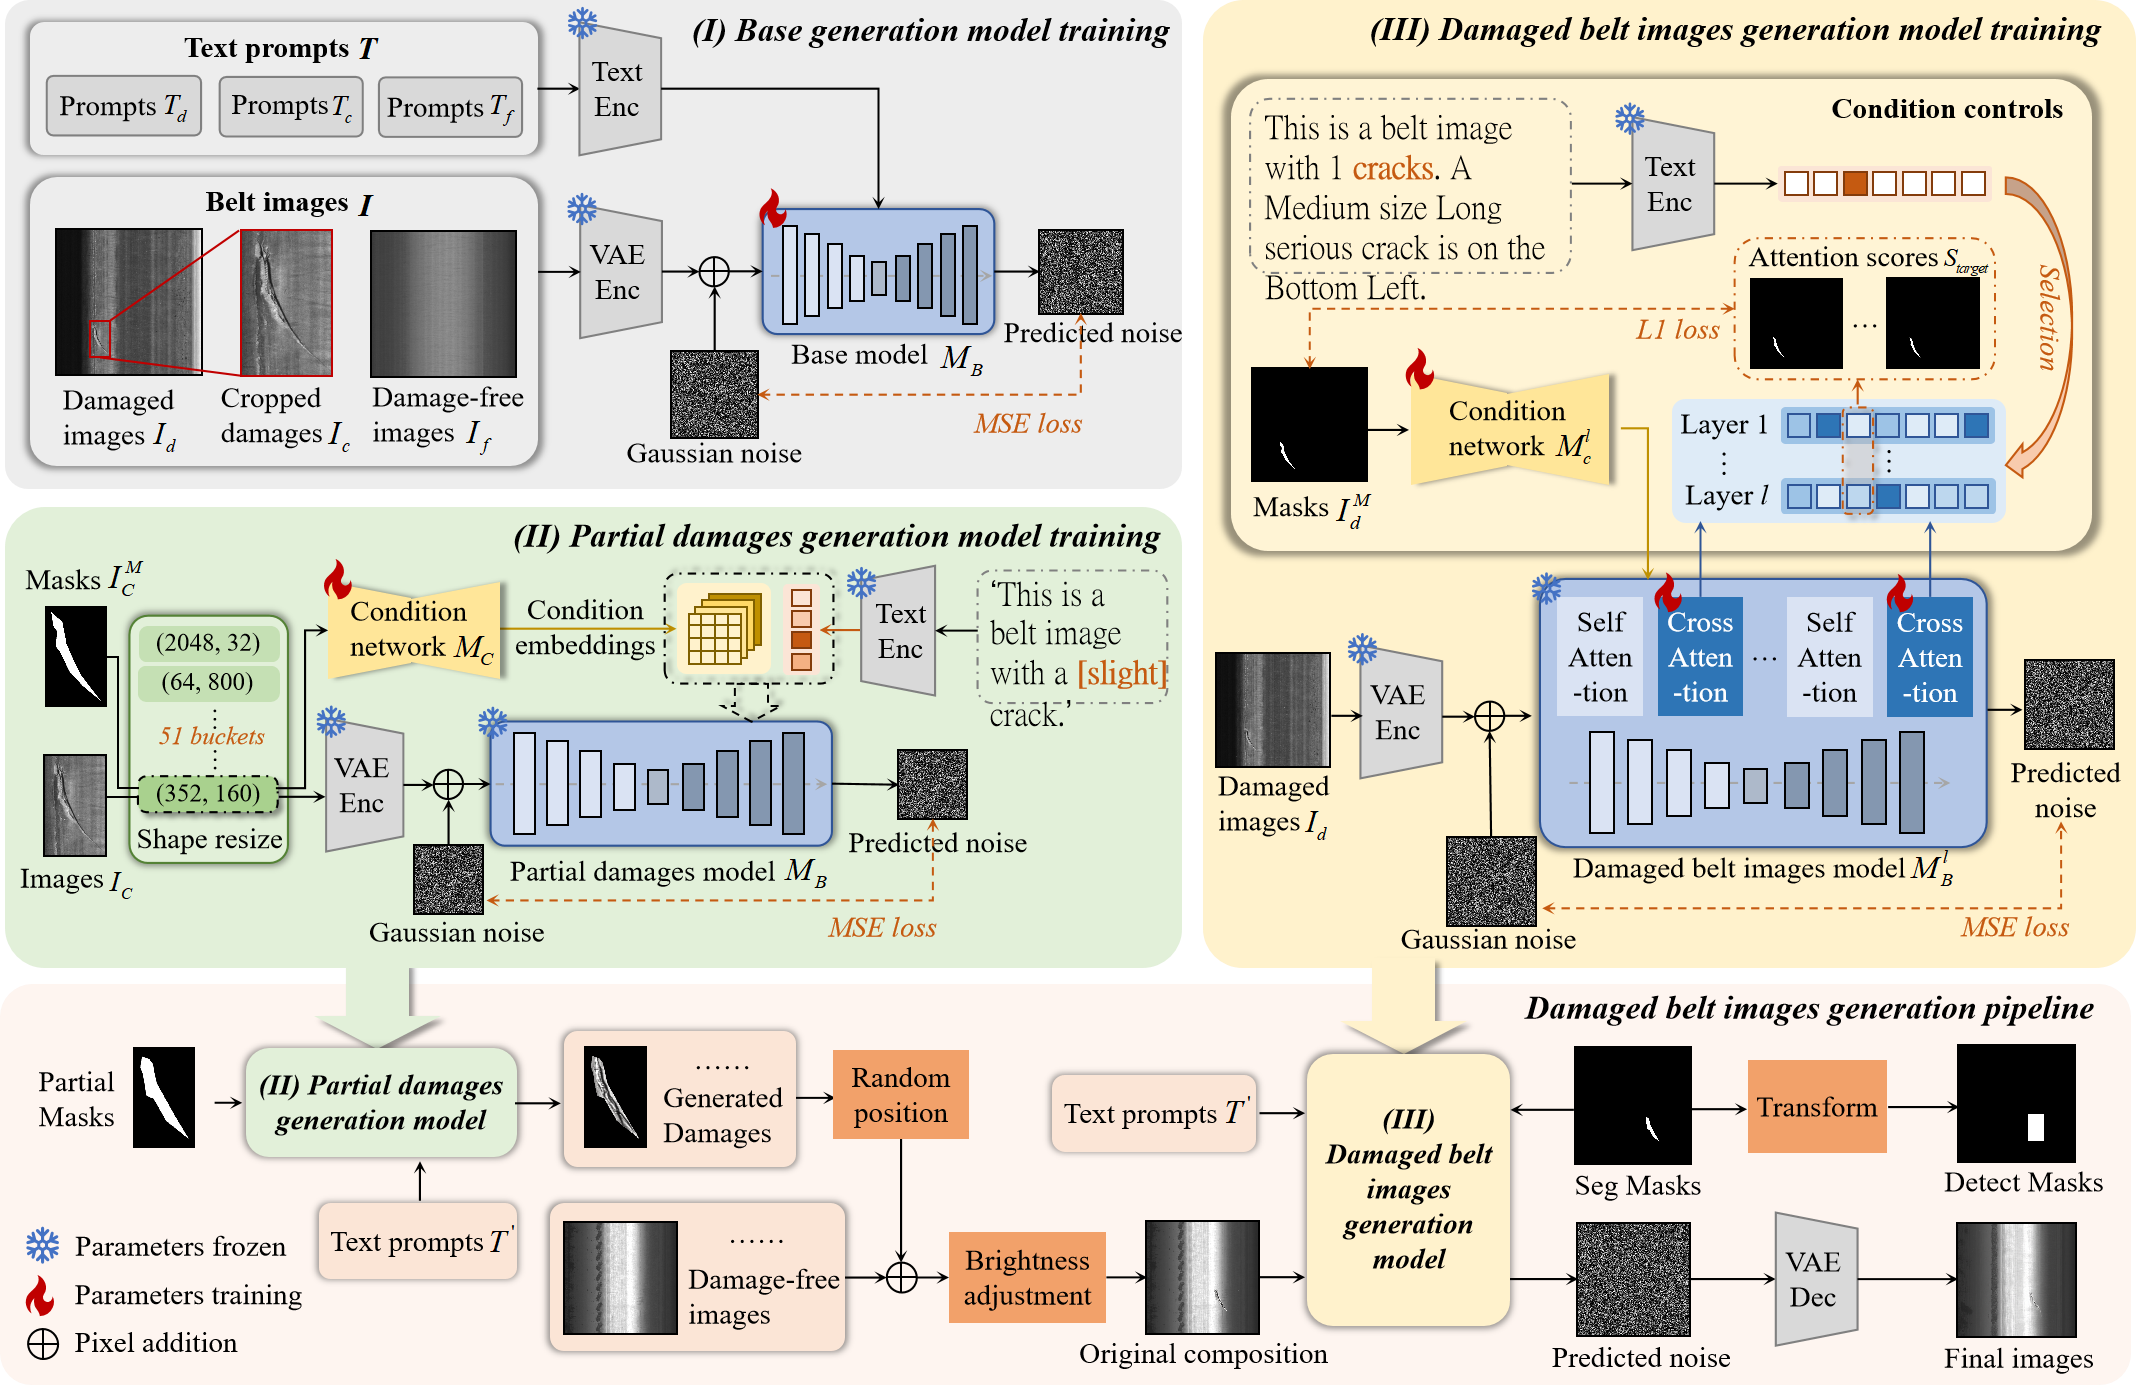 (I) Base generation model training
Text prompts T
Prompts T_d
Prompts T_c
Prompts T_f
Text
Enc
Belt images I
Damaged
images I_d
Cropped
damages I_c
Damage-free
images I_f
VAE
Enc
Gaussian noise
Base model M_B
Predicted noise
MSE loss
(II) Partial damages generation model training
Masks I_C^M
Images I_C
(2048, 32)
(64, 800)
51 buckets
(352, 160)
Shape resize
Condition
network M_C
Condition
embeddings
Text
Enc
‘This is a
belt image
with a [slight]
crack.’
VAE
Enc
Gaussian noise
Partial damages model M_B
Predicted noise
MSE loss
(III) Damaged belt images generation model training
Condition controls
This is a belt image
with 1 cracks. A
Medium size Long
serious crack is on the
Bottom Left.
Text
Enc
Selection
Attention scores S_target
...
L1 loss
Masks I_d^M
Condition
network M_c^l
Layer 1
Layer l
Self
Atten
-tion
Cross
Atten
-tion
...
Self
Atten
-tion
Cross
Atten
-tion
Damaged
images I_d
VAE
Enc
Gaussian noise
Damaged belt images model M_B^l
Predicted
noise
MSE loss
Damaged belt images generation pipeline
Partial
Masks
(II) Partial damages
generation model
Text prompts T'
......
Generated
Damages
Random
position
......
Damage-free
images
Brightness
adjustment
Original composition
Text prompts T'
(III)
Damaged belt
images
generation
model
Seg Masks
Transform
Detect Masks
Predicted noise
VAE
Dec
Final images
Parameters frozen
Parameters training
Pixel addition